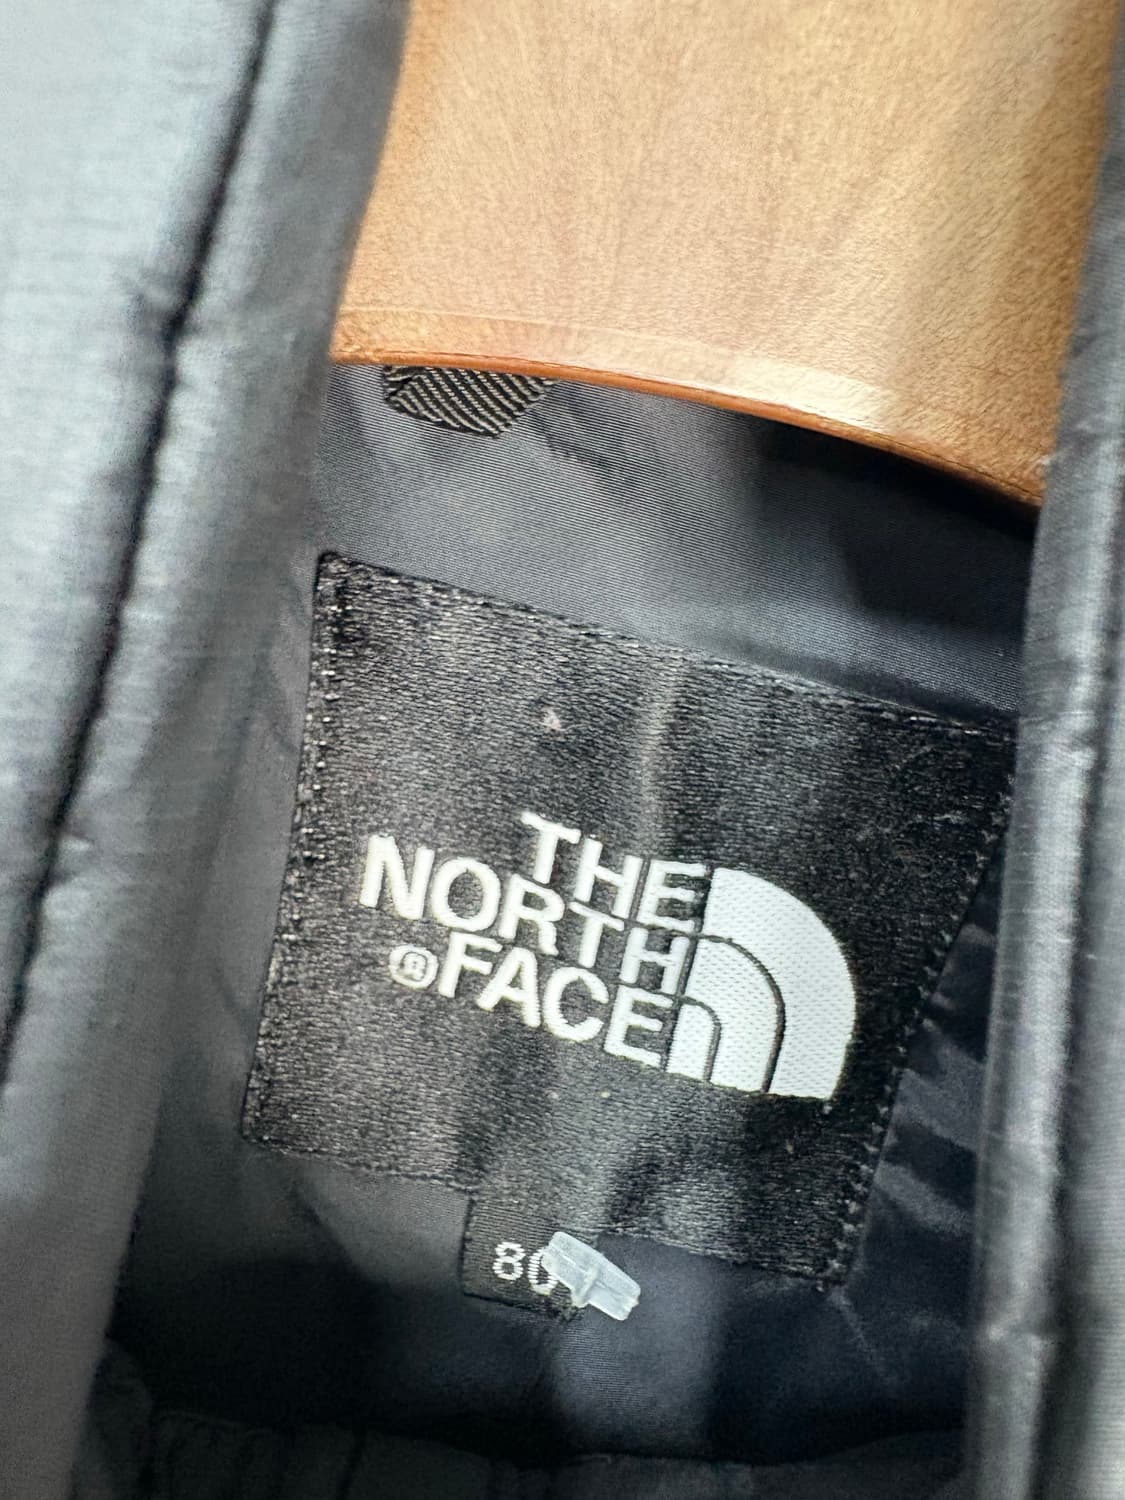 THE
NORTH
®FACE
80